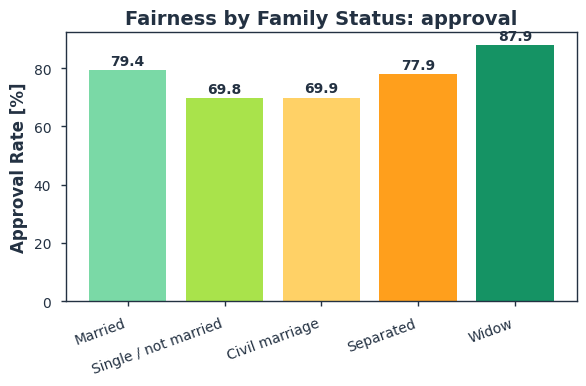 Fairness by Family Status: approval
Approval Rate [%]
80
60
40
20
0
79.4
69.8
69.9
77.9
87.9
Married
Single / not married
Civil marriage
Separated
Widow